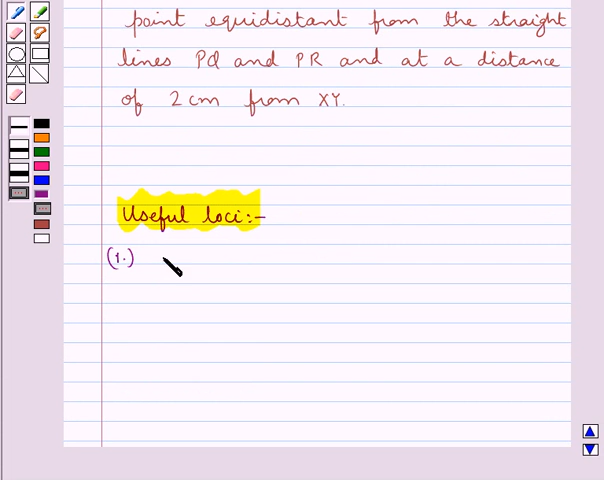 point equidistant from the straight
lines PQ and PR and at a distance
of 2 cm from XY.
Useful loci:-
(1.)